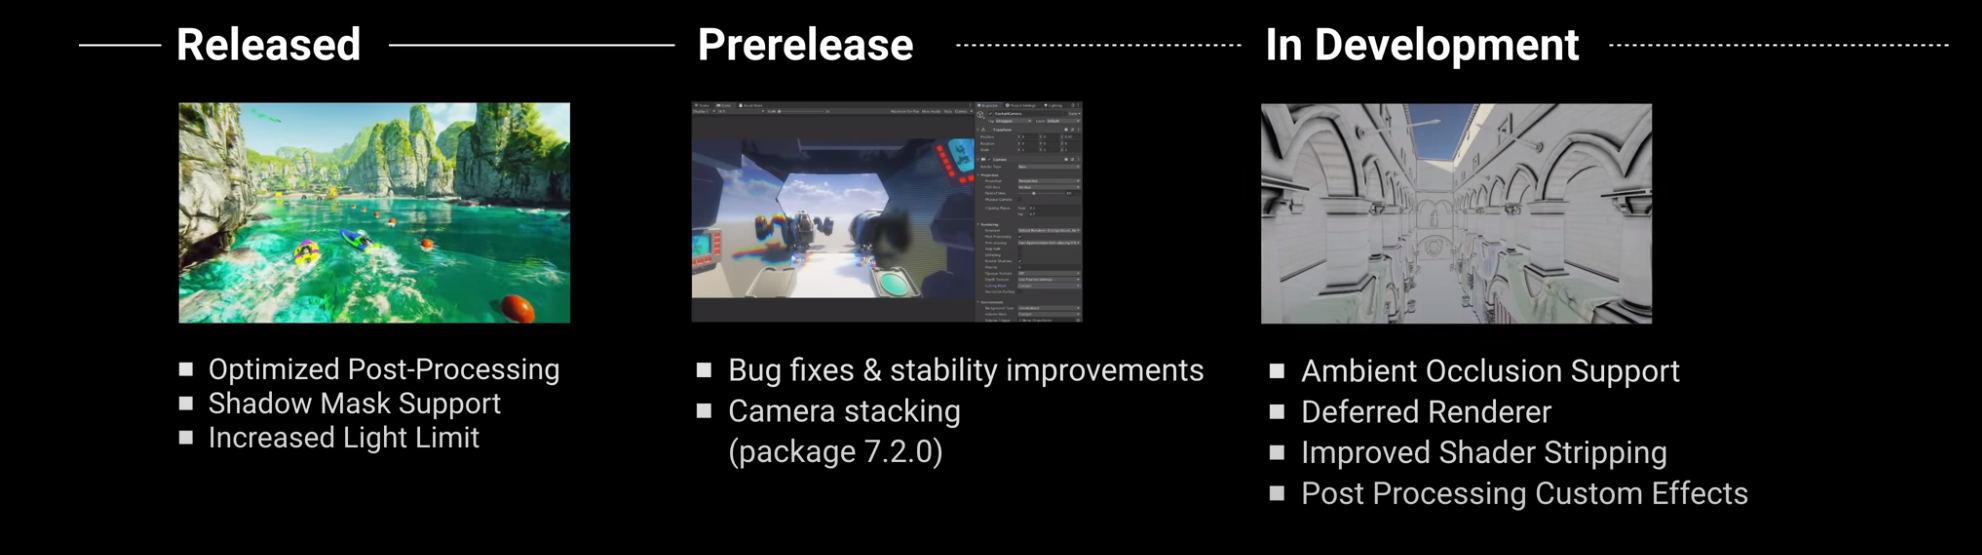 Released
Optimized Post-Processing
Shadow Mask Support
Increased Light Limit
Prerelease
Bug fixes & stability improvements
Camera stacking
(package 7.2.0)
In Development
Ambient Occlusion Support
Deferred Renderer
Improved Shader Stripping
Post Processing Custom Effects